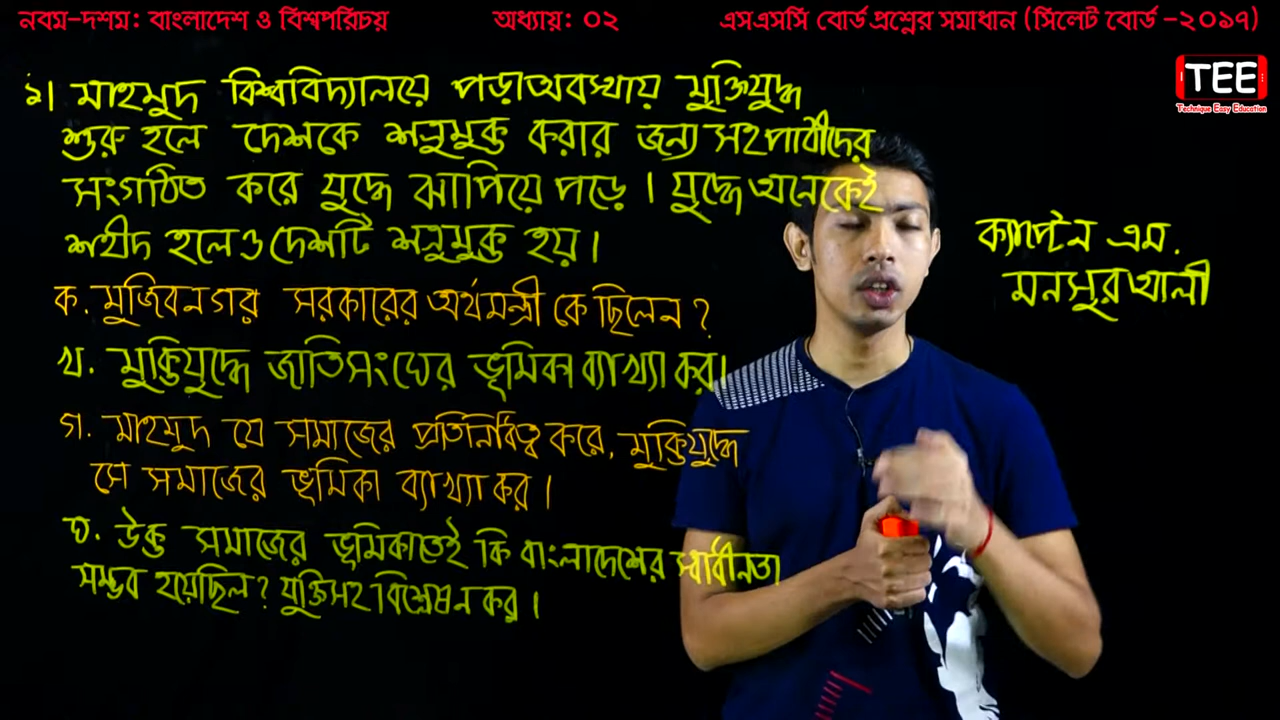 নবম-দশম: বাংলাদেশ ও বিশ্বপরিচয় অধ্যায়: ০২ এসএসসি বোর্ড প্রশ্নের সমাধান (সিলেট বোর্ড -২০১৭)
TEE
Technique Easy Education
১। মাহমুদ বিশ্ববিদ্যালয়ে পড়া অবস্থায় মুক্তিযুদ্ধে
শুরু হলে দেশকে শত্রুমুক্ত করার জন্য সহপাঠীদের
সংগঠিত করে যুদ্ধে ঝাপিয়ে পড়ে। যুদ্ধে অনেকেই
শহীদ হলেও দেশটি শত্রুমুক্ত হয়।
ক্যাপ্টেন এম.
মনসুর আলী
ক. মুজিবনগর সরকারের অর্থমন্ত্রী কে ছিলেন?
খ. মুক্তিযুদ্ধে জাতিসংঘের ভূমিকা ব্যাখ্যা কর।
গ. মাহমুদ যে সমাজের প্রতিনিধিত্ব করে, মুক্তিযুদ্ধে
সে সমাজের ভূমিকা ব্যাখ্যা কর।
ঘ. উক্ত সমাজের ভূমিকাতেই কি বাংলাদেশের স্বাধীনতা
সম্ভব হয়েছিল? যুক্তিসহ বিশ্লেষন কর।